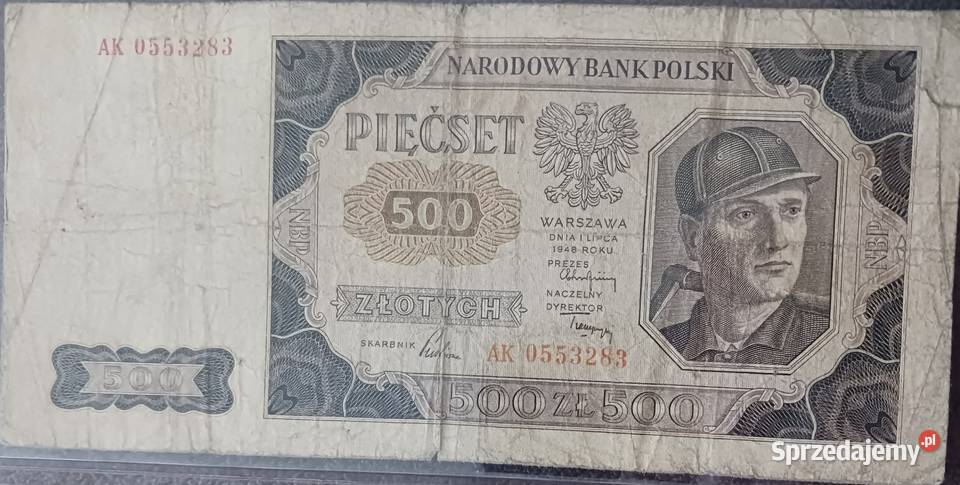 AK 0553283
NARODOWY BANK POLSKI
PIĘĆSET
500
WARSZAWA
DNIA 1 LIPCA
1948 ROKU
PREZES
NACZELNY
DYREKTOR
ZŁOTYCH
SKARBNIK
AK 0553283
NBP
NBP
500
500 ZŁ 500
Sprzedajemy.pl